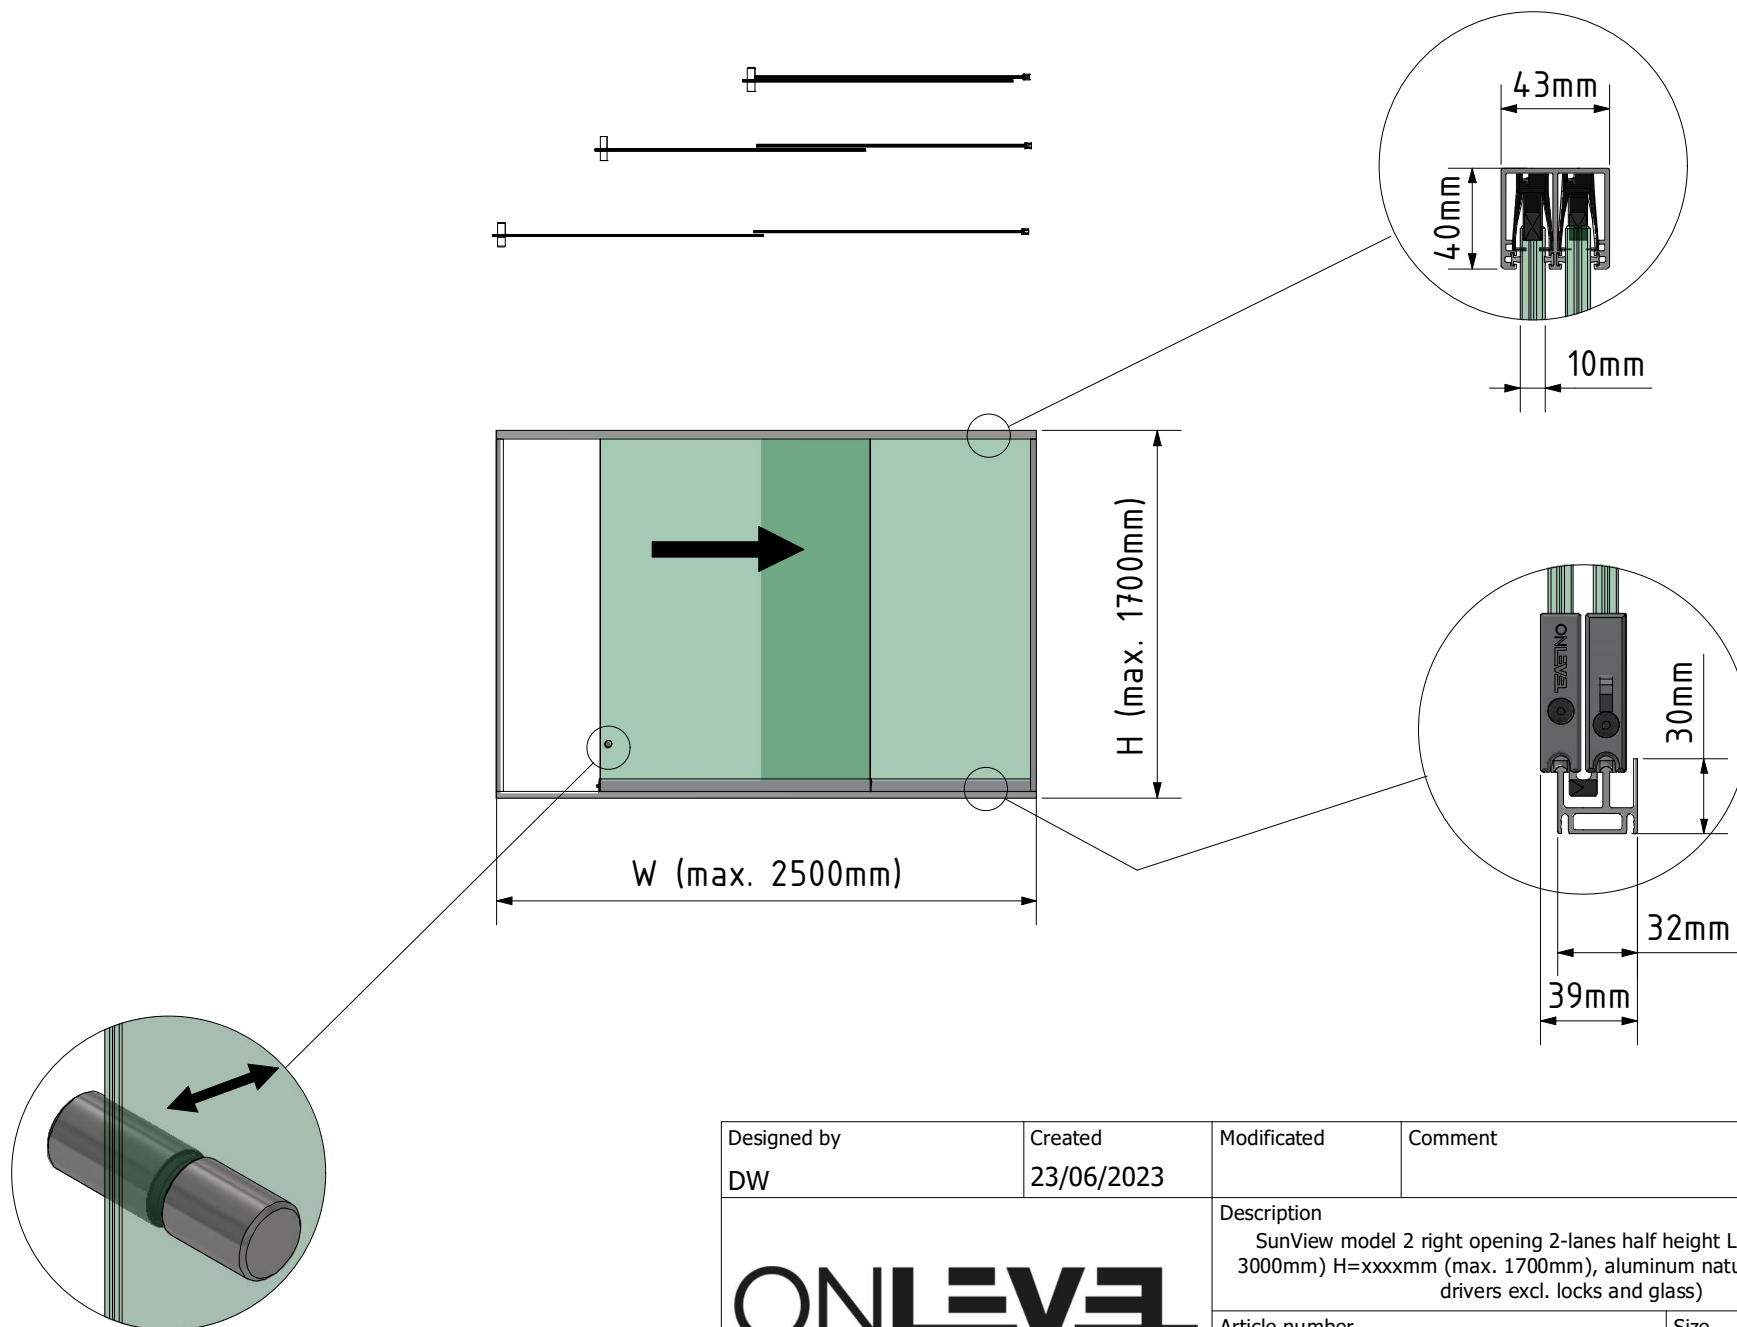 43mm
40mm
10mm
H (max. 1700mm)
W (max. 2500mm)
ONLEVEL
30mm
32mm
39mm
Designed by
DW
Created
23/06/2023
Modificated
Comment
Description
SunView model 2 right opening 2-lanes half height L
3000mm) H=xxxxmm (max. 1700mm), aluminum natu
drivers excl. locks and glass)
ONLEVEL
Article number
Size